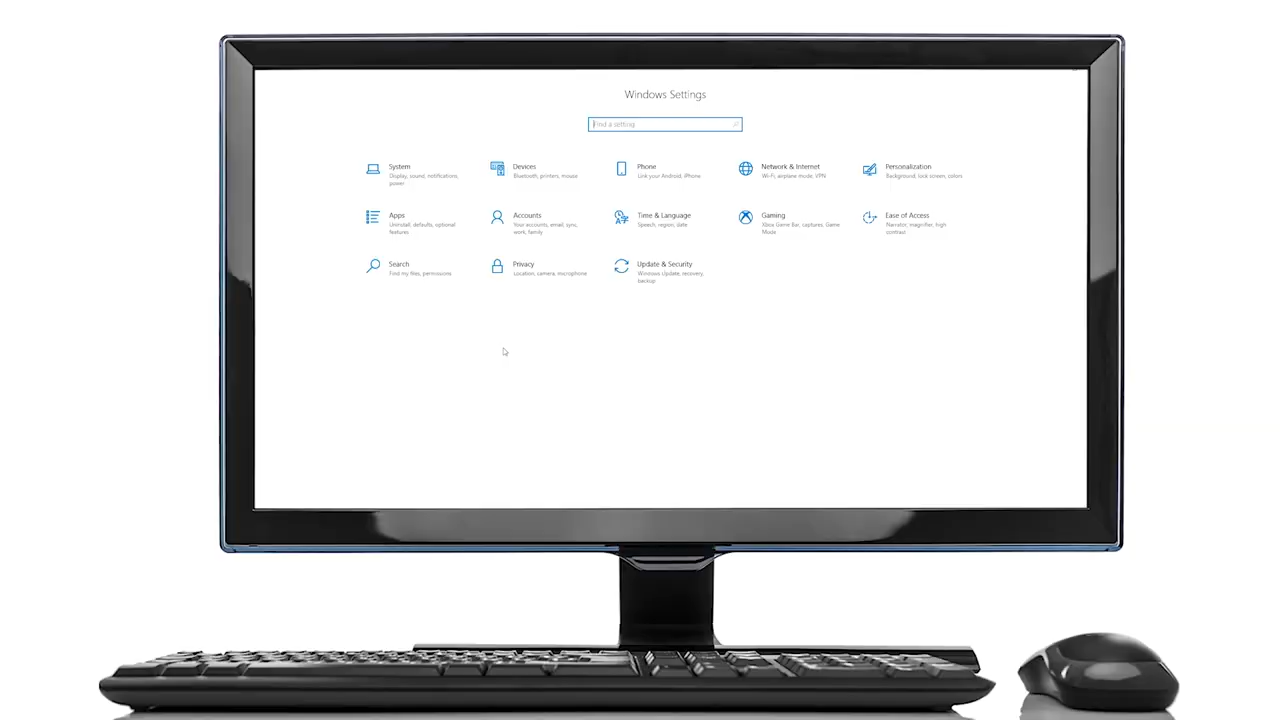 Windows Settings
Find a setting
System
Display, sound, notifications,
power
Devices
Bluetooth, printers, mouse
Phone
Link your Android, iPhone
Network & Internet
Wi-Fi, airplane mode, VPN
Personalization
Background, lock screen, colors
Apps
Uninstall, defaults, optional
features
Accounts
Your accounts, email, sync,
work, family
Time & Language
Speech, region, date
Gaming
Xbox Game Bar, captures, Game
Mode
Ease of Access
Narrator, magnifier, high
contrast
Search
Find my files, permissions
Privacy
Location, camera, microphone
Update & Security
Windows Update, recovery,
backup